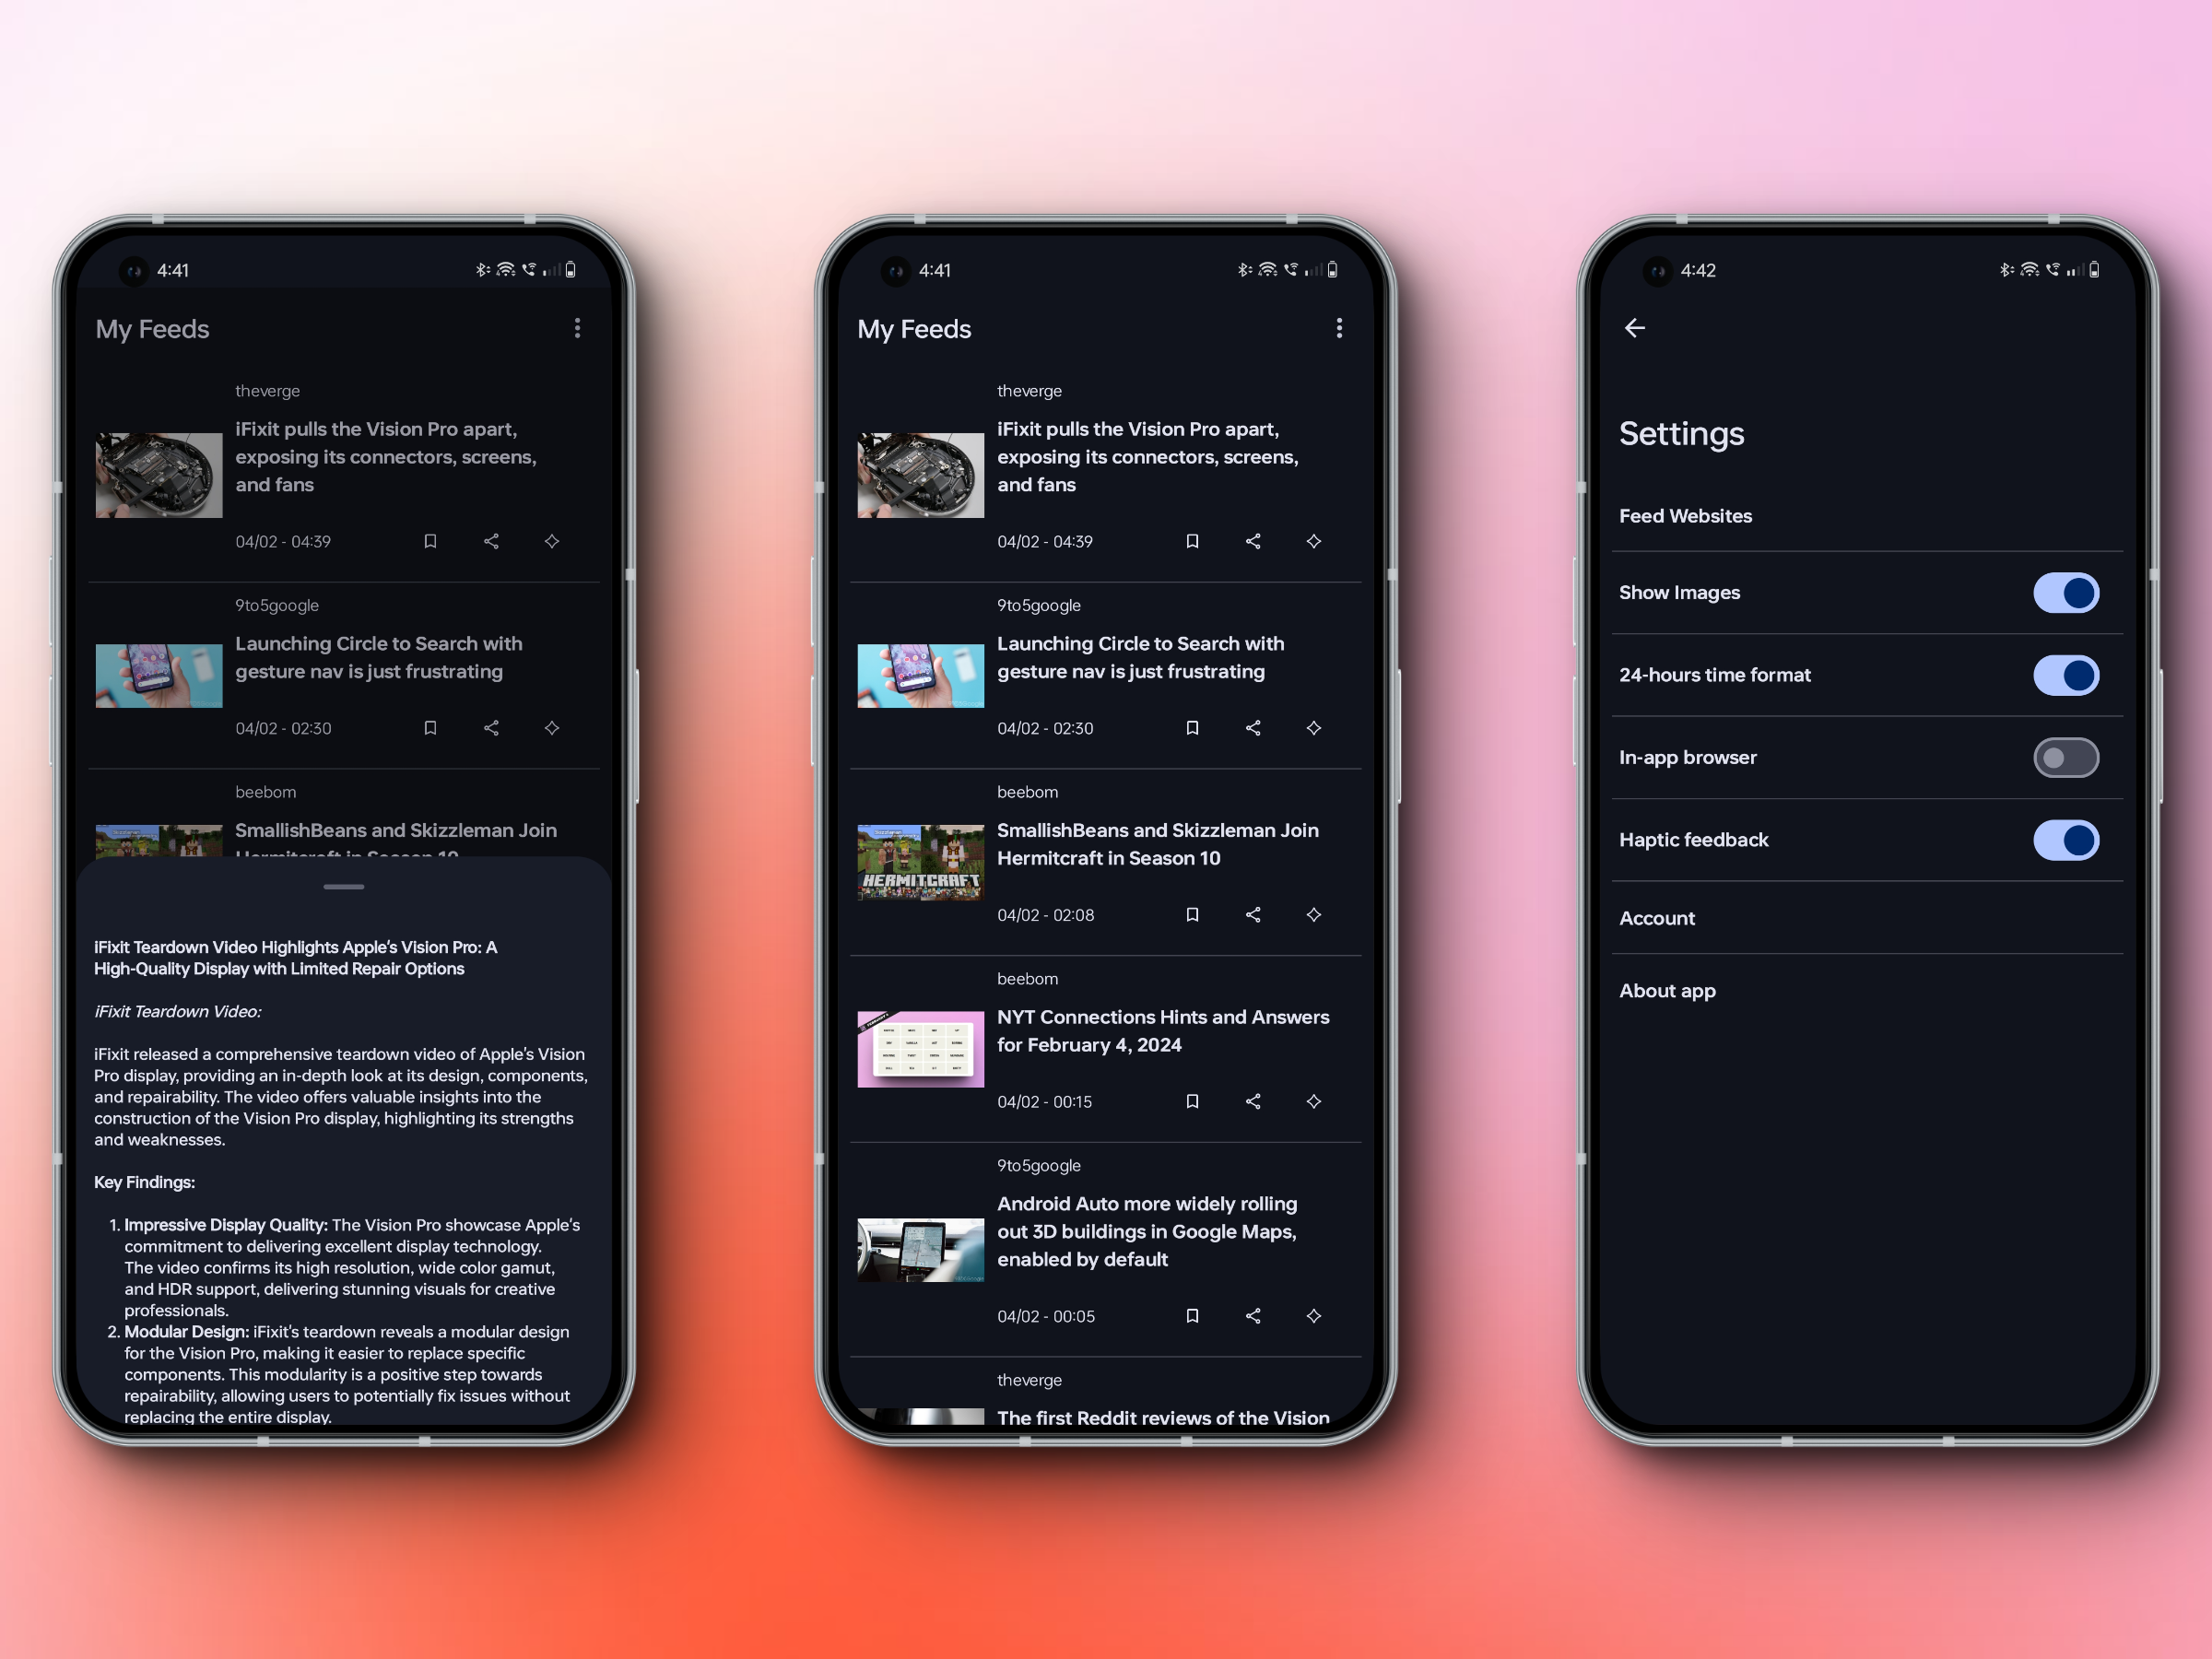 4:41
My Feeds
theverge
iFixit pulls the Vision Pro apart,
exposing its connectors, screens,
and fans
04/02 - 04:39
9to5google
Launching Circle to Search with
gesture nav is just frustrating
04/02 - 02:30
beebom
SmallishBeans and Skizzleman Join
Hermitcraft in Season 10
iFixit Teardown Video Highlights Apple's Vision Pro: A
High-Quality Display with Limited Repair Options
iFixit Teardown Video:
iFixit released a comprehensive teardown video of Apple's Vision
Pro display, providing an in-depth look at its design, components,
and repairability. The video offers valuable insights into the
construction of the Vision Pro display, highlighting its strengths
and weaknesses.
Key Findings:
1. Impressive Display Quality: The Vision Pro showcase Apple's
commitment to delivering excellent display technology.
The video confirms its high resolution, wide color gamut,
and HDR support, delivering stunning visuals for creative
professionals.
2. Modular Design: iFixit's teardown reveals a modular design
for the Vision Pro, making it easier to replace specific
components. This modularity is a positive step towards
repairability, allowing users to potentially fix issues without
replacing the entire display.
4:41
My Feeds
theverge
iFixit pulls the Vision Pro apart,
exposing its connectors, screens,
and fans
04/02 - 04:39
9to5google
Launching Circle to Search with
gesture nav is just frustrating
04/02 - 02:30
beebom
SmallishBeans and Skizzleman Join
Hermitcraft in Season 10
HERMITCRAFT
04/02 - 02:08
beebom
NYT Connections Hints and Answers
for February 4, 2024
04/02 - 00:15
9to5google
Android Auto more widely rolling
out 3D buildings in Google Maps,
enabled by default
04/02 - 00:05
theverge
The first Reddit reviews of the Vision
4:42
Settings
Feed Websites
Show Images
24-hours time format
In-app browser
Haptic feedback
Account
About app